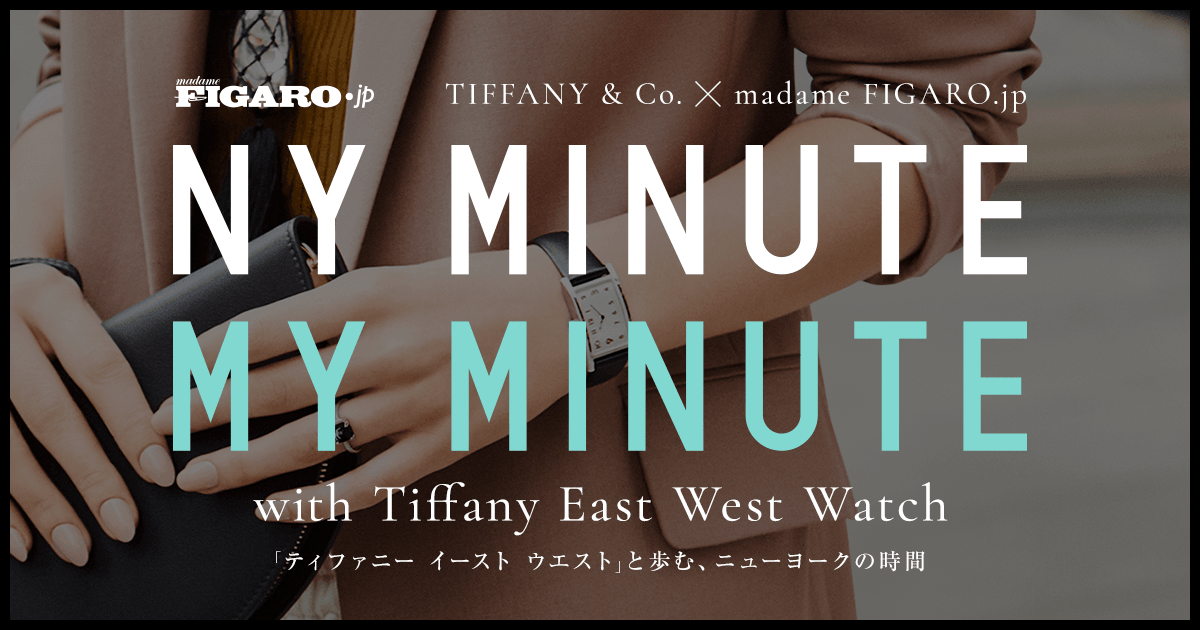 madame FIGARO.jp
TIFFANY & Co. × madame FIGARO.jp
NY MINUTE
MY MINUTE
with Tiffany East West Watch
「ティファニー イースト ウエスト」と歩む、ニューヨークの時間